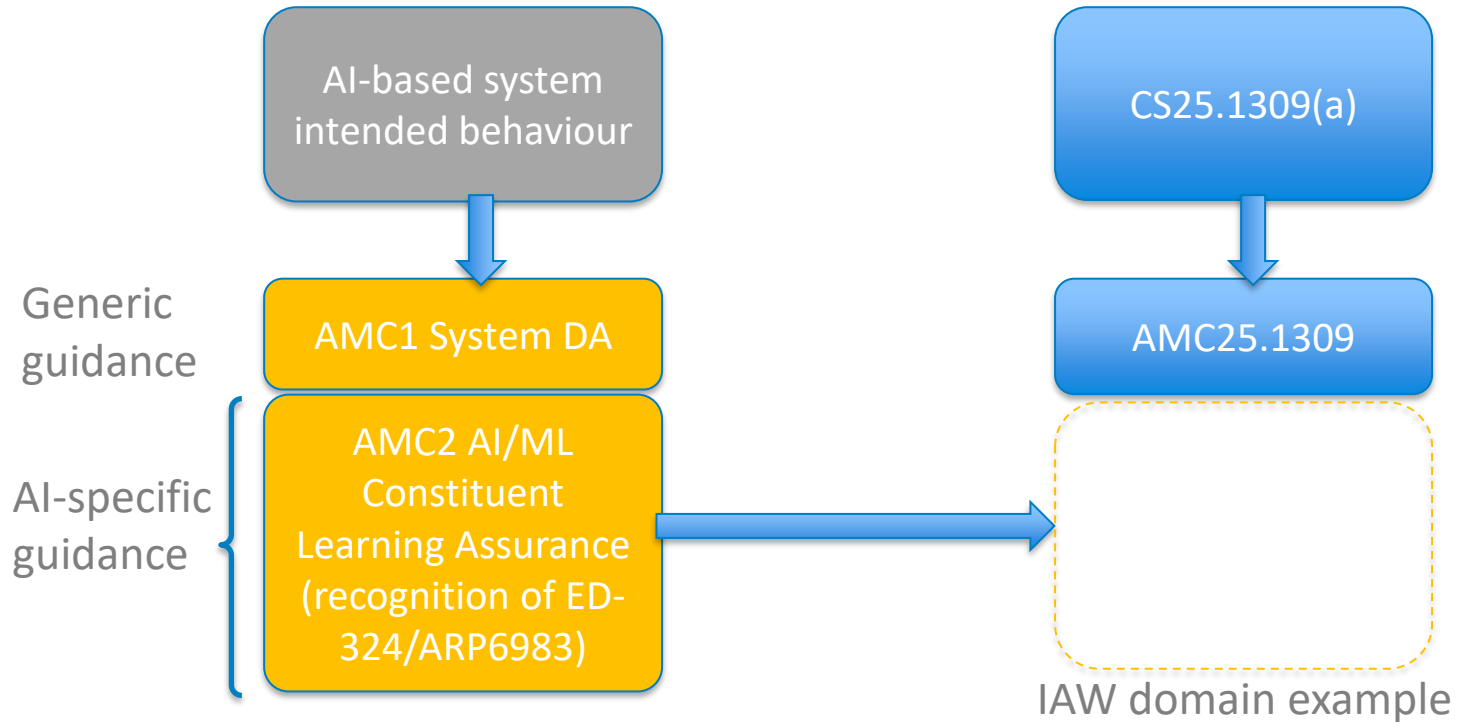 AI-based system
intended behaviour
CS25.1309(a)
Generic
guidance
AMC1 System DA
AMC25.1309
AI-specific
guidance
AMC2 AI/ML
Constituent
Learning Assurance
(recognition of ED-
324/ARP6983)
IAW domain example